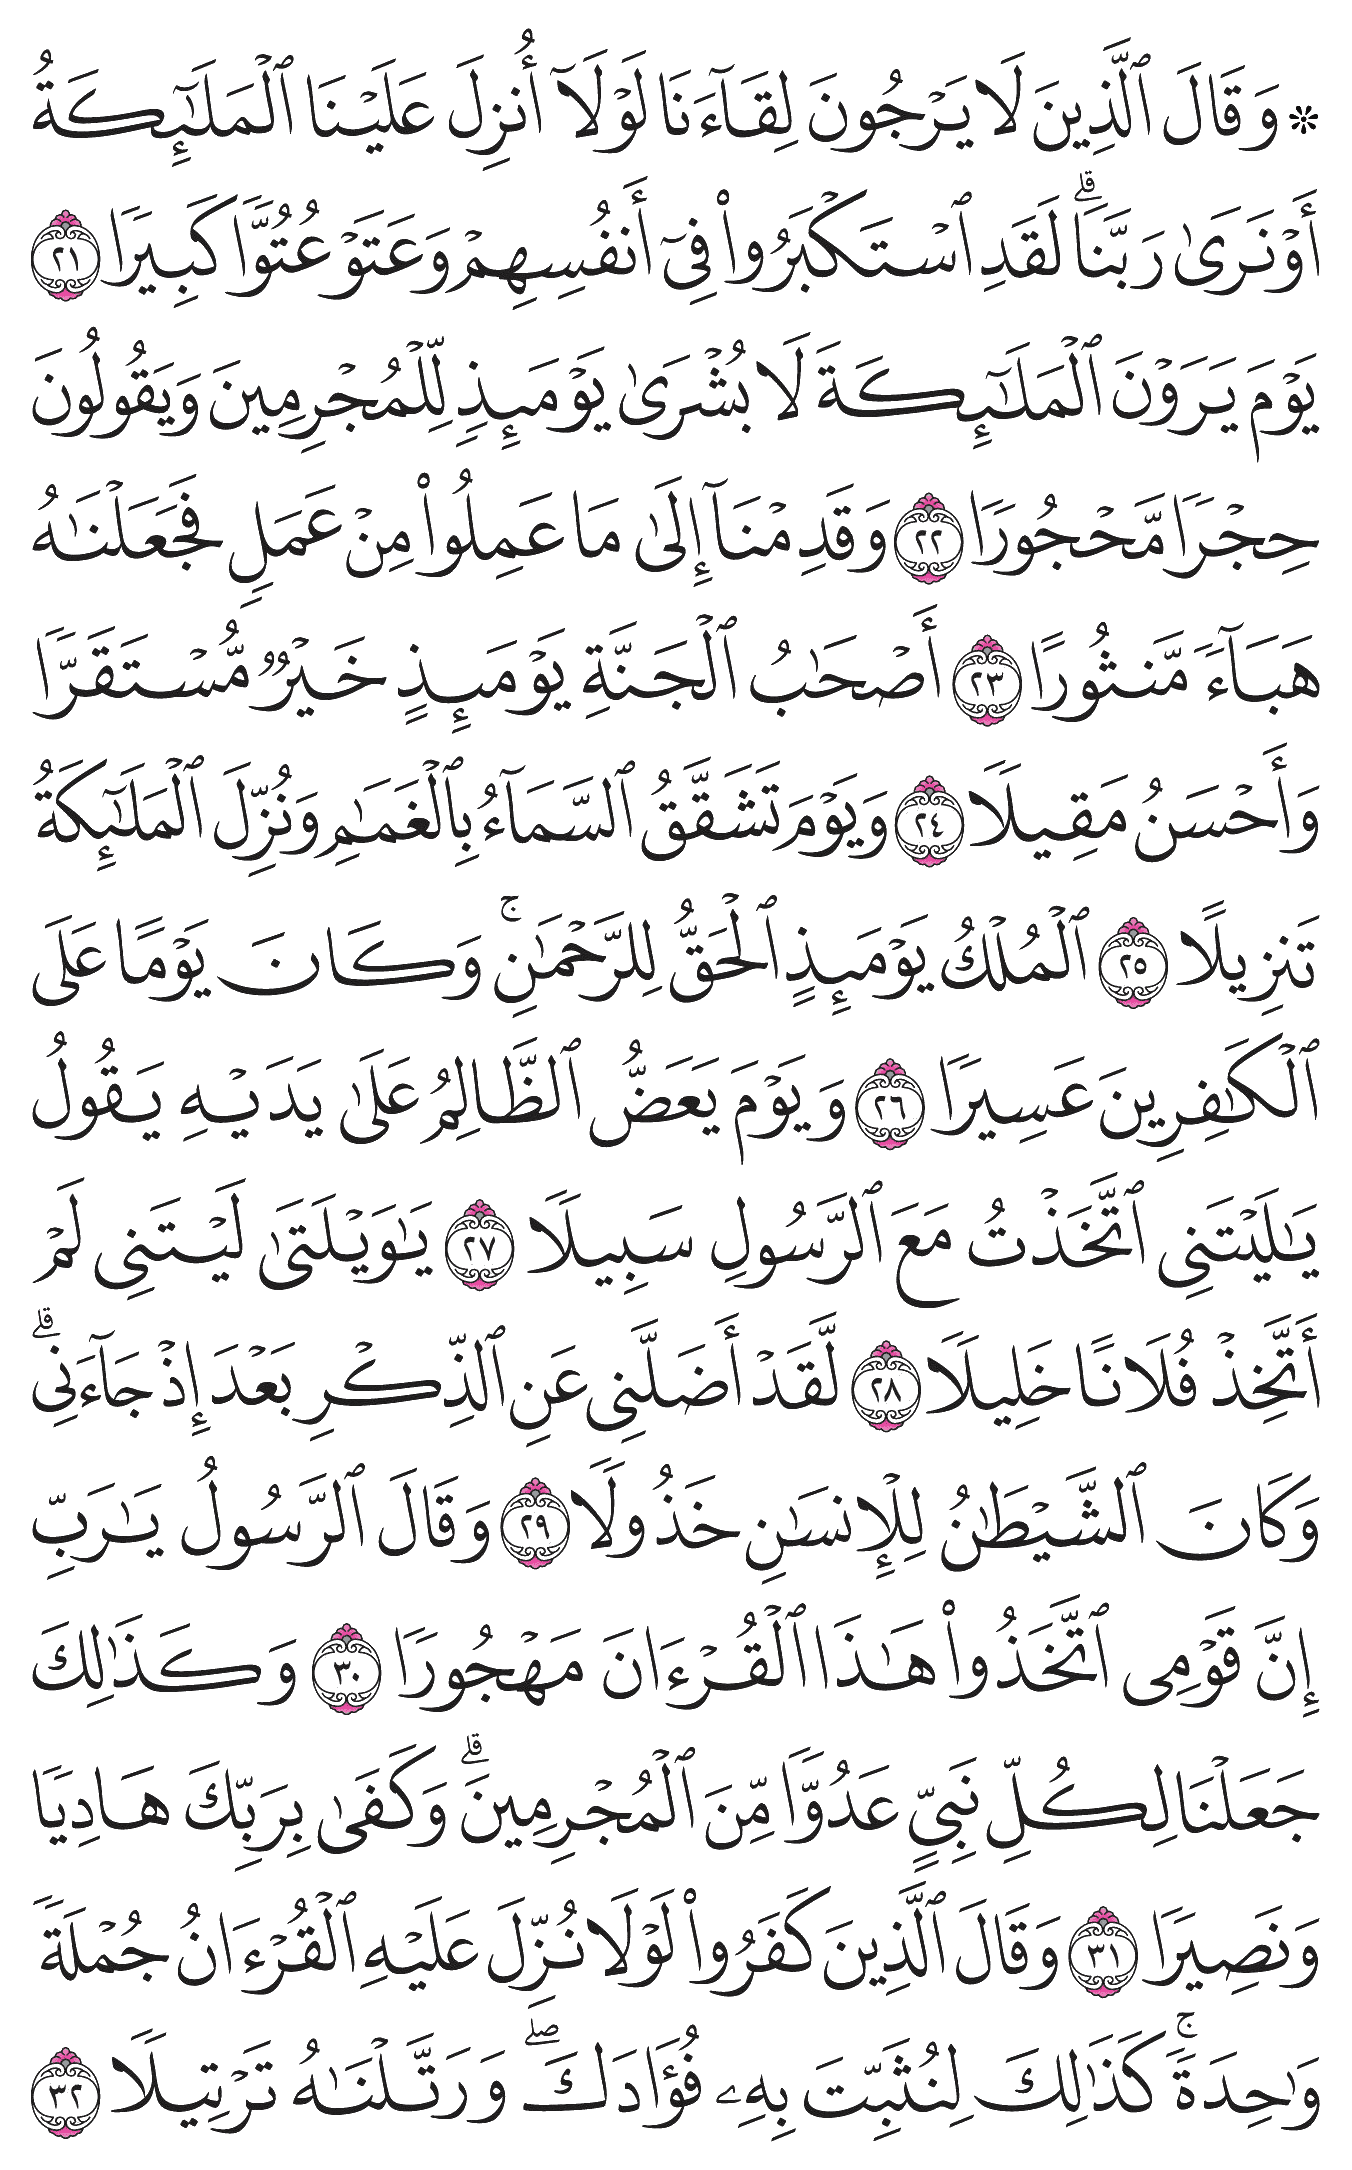 ۞ وَقَالَ ٱلَّذِينَ لَا يَرۡجُونَ لِقَآءَنَا لَوۡلَآ أُنزِلَ عَلَيۡنَا ٱلۡمَلَٰٓئِكَةُ
أَوۡ نَرَىٰ رَبَّنَاۗ لَقَدِ ٱسۡتَكۡبَرُواْ فِيٓ أَنفُسِهِمۡ وَعَتَوۡ عُتُوّٗا كَبِيرٗا ٢١
يَوۡمَ يَرَوۡنَ ٱلۡمَلَٰٓئِكَةَ لَا بُشۡرَىٰ يَوۡمَئِذٖ لِّلۡمُجۡرِمِينَ وَيَقُولُونَ
حِجۡرٗا مَّحۡجُورٗا ٢٢ وَقَدِمۡنَآ إِلَىٰ مَا عَمِلُواْ مِنۡ عَمَلٖ فَجَعَلۡنَٰهُ
هَبَآءٗ مَّنثُورًا ٢٣ أَصۡحَٰبُ ٱلۡجَنَّةِ يَوۡمَئِذٍ خَيۡرٞ مُّسۡتَقَرّٗا
وَأَحۡسَنُ مَقِيلٗا ٢٤ وَيَوۡمَ تَشَقَّقُ ٱلسَّمَآءُ بِٱلۡغَمَٰمِ وَنُزِّلَ ٱلۡمَلَٰٓئِكَةُ
تَنزِيلًا ٢٥ ٱلۡمُلۡكُ يَوۡمَئِذٍ ٱلۡحَقُّ لِلرَّحۡمَٰنِۚ وَكَانَ يَوۡمًا عَلَى
ٱلۡكَٰفِرِينَ عَسِيرٗا ٢٦ وَيَوۡمَ يَعَضُّ ٱلظَّالِمُ عَلَىٰ يَدَيۡهِ يَقُولُ
يَٰلَيۡتَنِي ٱتَّخَذۡتُ مَعَ ٱلرَّسُولِ سَبِيلٗا ٢٧ يَٰوَيۡلَتَىٰ لَيۡتَنِي لَمۡ
أَتَّخِذۡ فُلَانًا خَلِيلٗا ٢٨ لَّقَدۡ أَضَلَّنِي عَنِ ٱلذِّكۡرِ بَعۡدَ إِذۡ جَآءَنِيۗ
وَكَانَ ٱلشَّيۡطَٰنُ لِلۡإِنسَٰنِ خَذُولٗا ٢٩ وَقَالَ ٱلرَّسُولُ يَٰرَبِّ
إِنَّ قَوۡمِي ٱتَّخَذُواْ هَٰذَا ٱلۡقُرۡءَانَ مَهۡجُورٗا ٣٠ وَكَذَٰلِكَ
جَعَلۡنَا لِكُلِّ نَبِيٍّ عَدُوّٗا مِّنَ ٱلۡمُجۡرِمِينَۗ وَكَفَىٰ بِرَبِّكَ هَادِيٗا
وَنَصِيرٗا ٣١ وَقَالَ ٱلَّذِينَ كَفَرُواْ لَوۡلَا نُزِّلَ عَلَيۡهِ ٱلۡقُرۡءَانُ جُمۡلَةٗ
وَٰحِدَةٗۚ كَذَٰلِكَ لِنُثَبِّتَ بِهِۦ فُؤَادَكَۖ وَرَتَّلۡنَٰهُ تَرۡتِيلٗا ٣٢